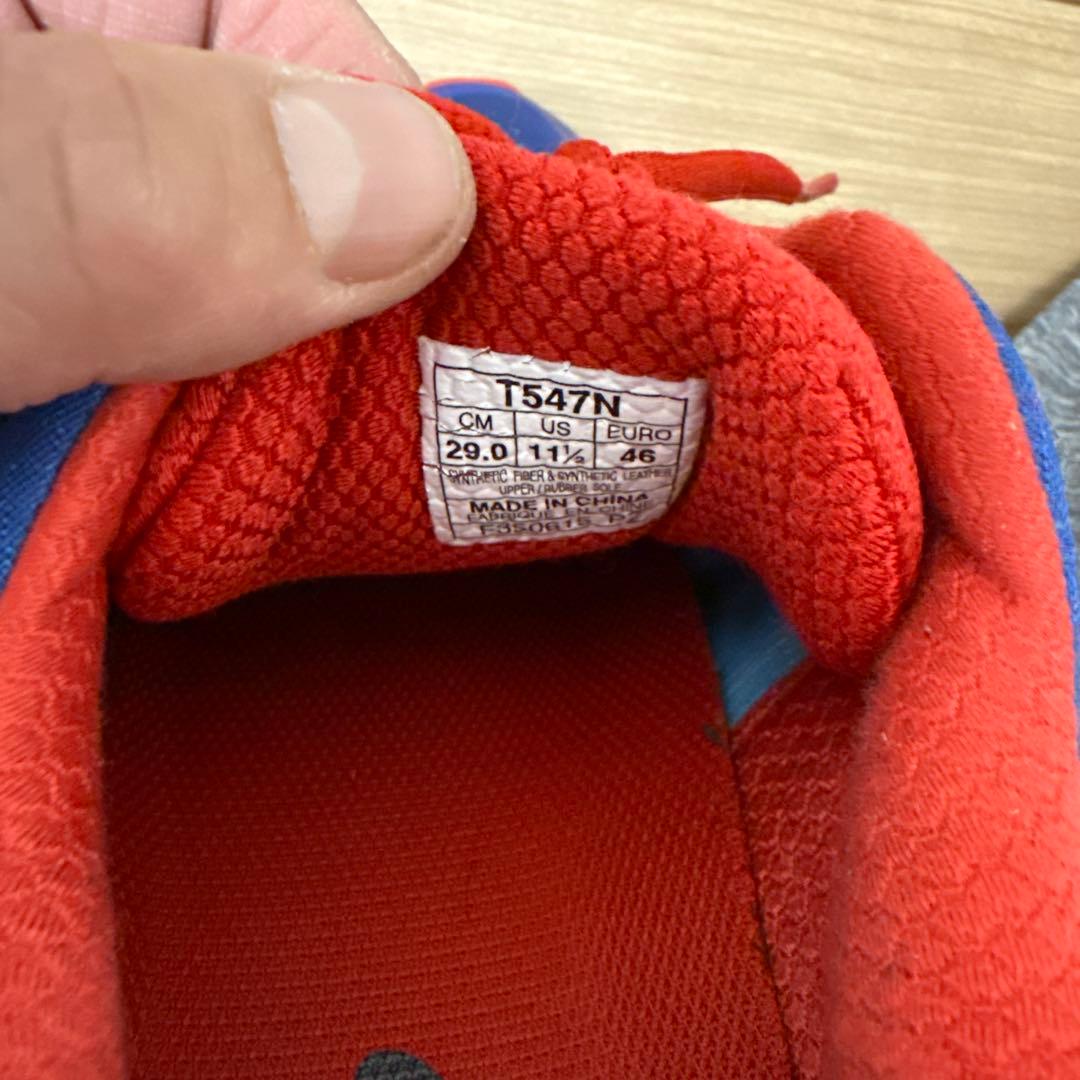 T547N
CM US EURO
29.0 11½ 46
SYNTHETIC FIBER & SYNTHETIC LEATHER
UPPER / RUBBER SOLE
MADE IN CHINA
FABRIQUE EN CHINE